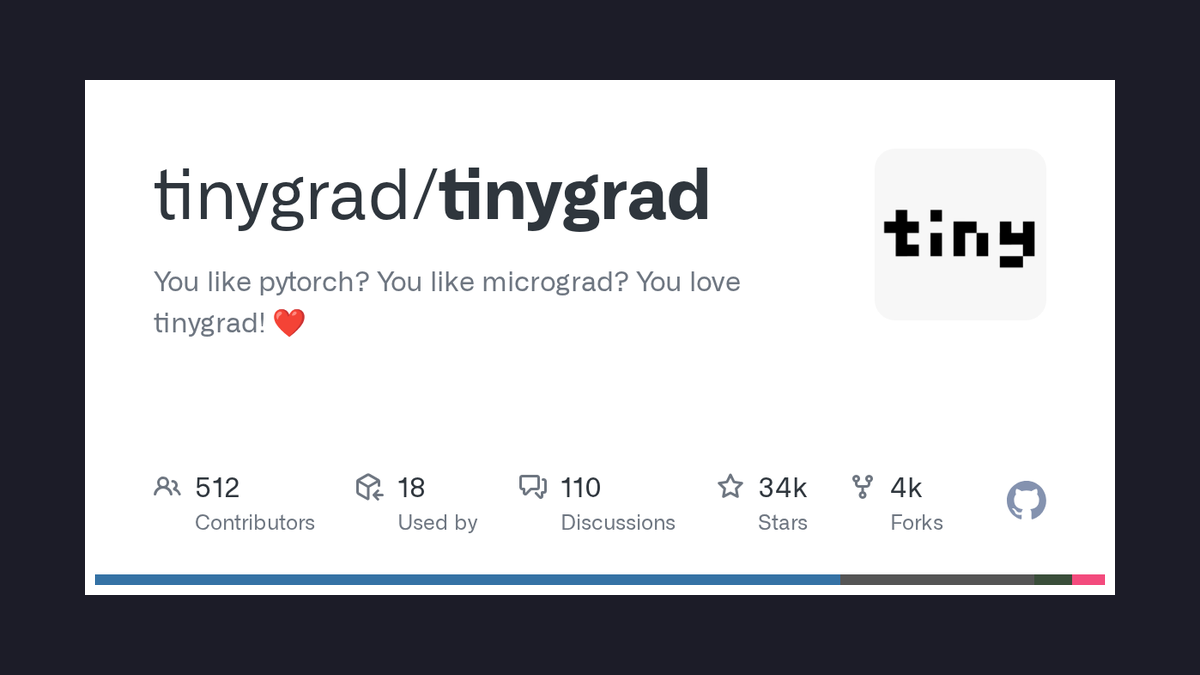 tinygrad/tinygrad
tiny
You like pytorch? You like micrograd? You love
tinygrad! ❤️
512
Contributors
18
Used by
110
Discussions
34k
Stars
4k
Forks